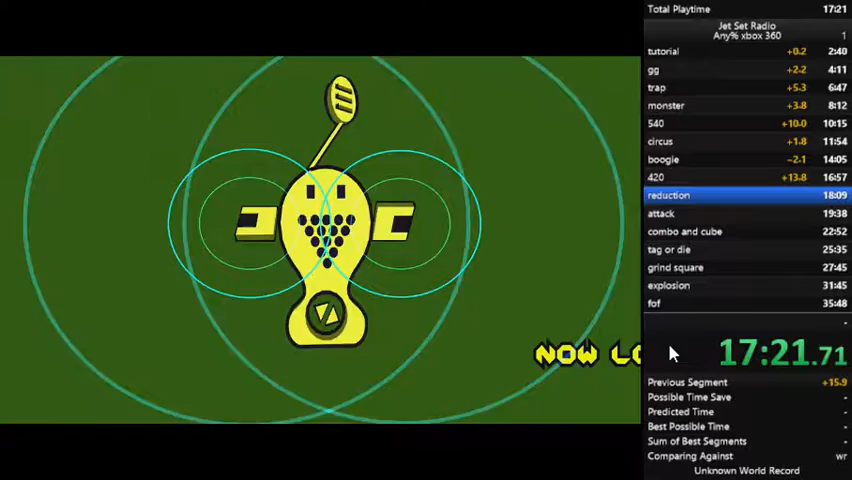 Total Playtime 17:21
Jet Set Radio
Any% xbox 360 1
tutorial +0.2 2:40
gg +2.2 4:11
trap +5.3 6:47
monster +3.8 8:12
540 +10.0 10:15
circus +1.8 11:54
boogie −2.1 14:05
420 +13.8 16:57
reduction 18:09
attack 19:38
combo and cube 22:52
tag or die 25:35
grind square 27:45
explosion 31:45
fof 35:48
-
17:21.71
NOW LO
Previous Segment +15.9
Possible Time Save -
Predicted Time -
Best Possible Time -
Sum of Best Segments -
Comparing Against wr
Unknown World Record